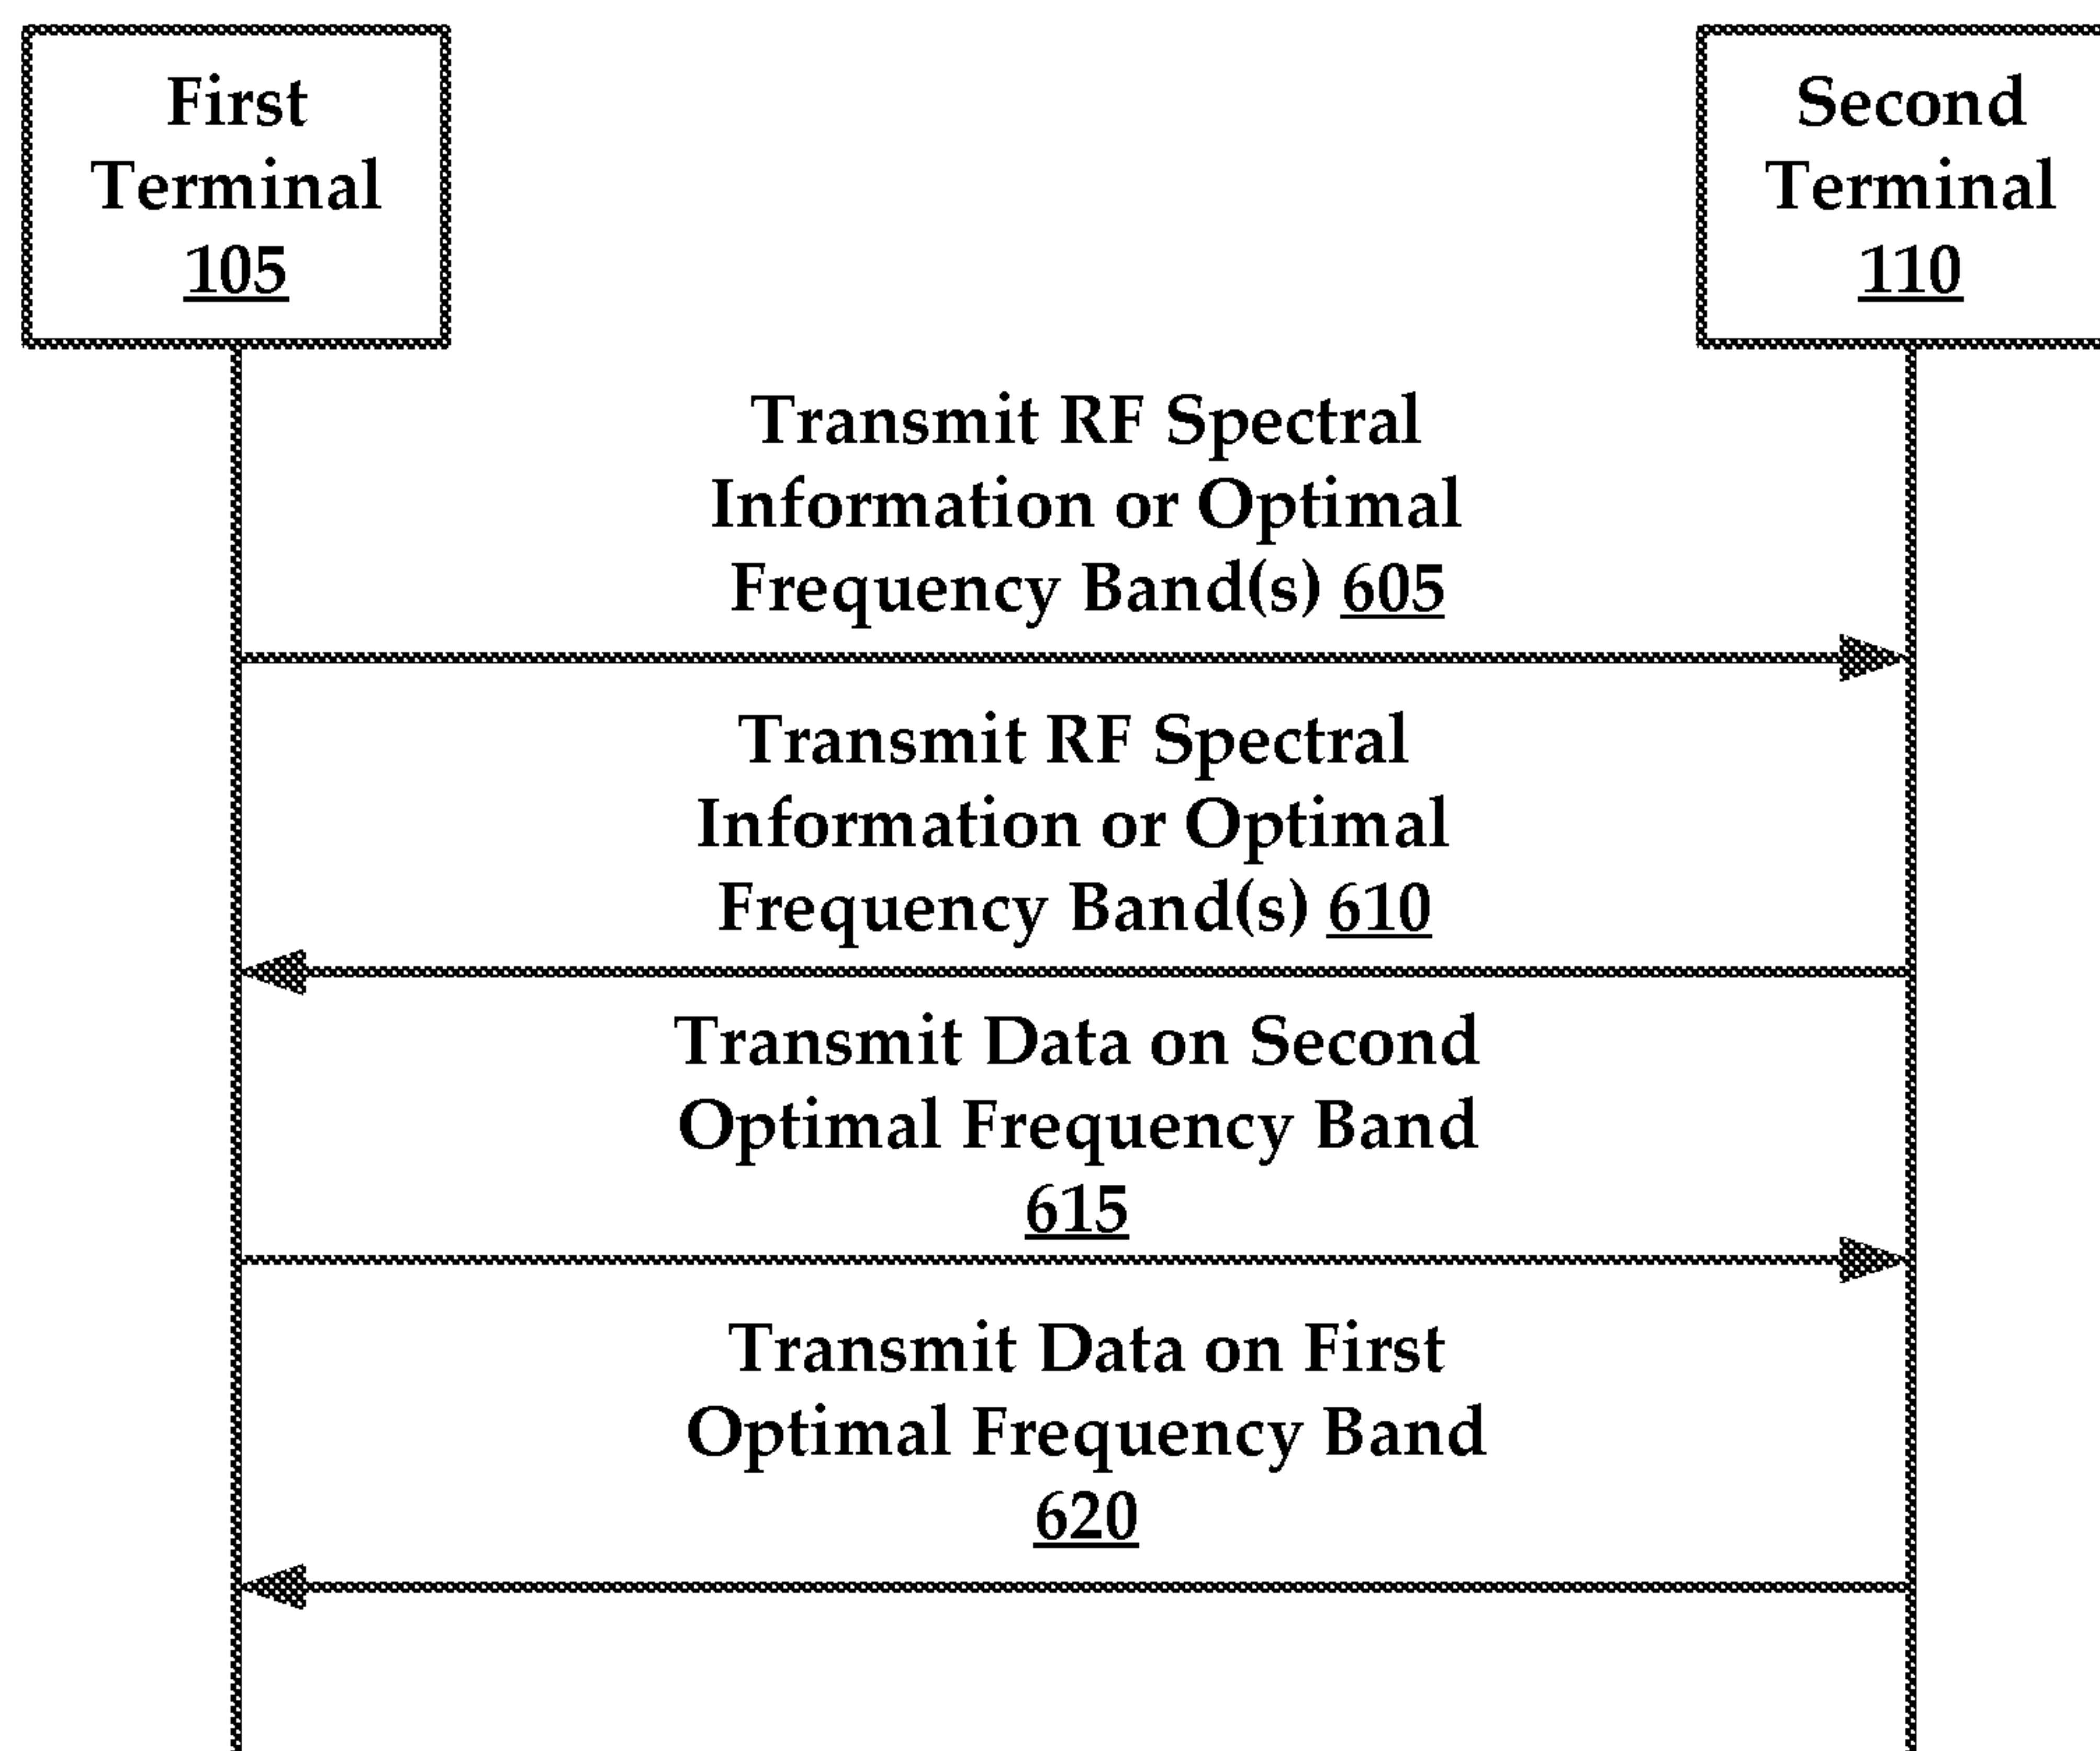 First
Terminal
105
Second
Terminal
110
Transmit RF Spectral
Information or Optimal
Frequency Band(s) 605
Transmit RF Spectral
Information or Optimal
Frequency Band(s) 610
Transmit Data on Second
Optimal Frequency Band
615
Transmit Data on First
Optimal Frequency Band
620